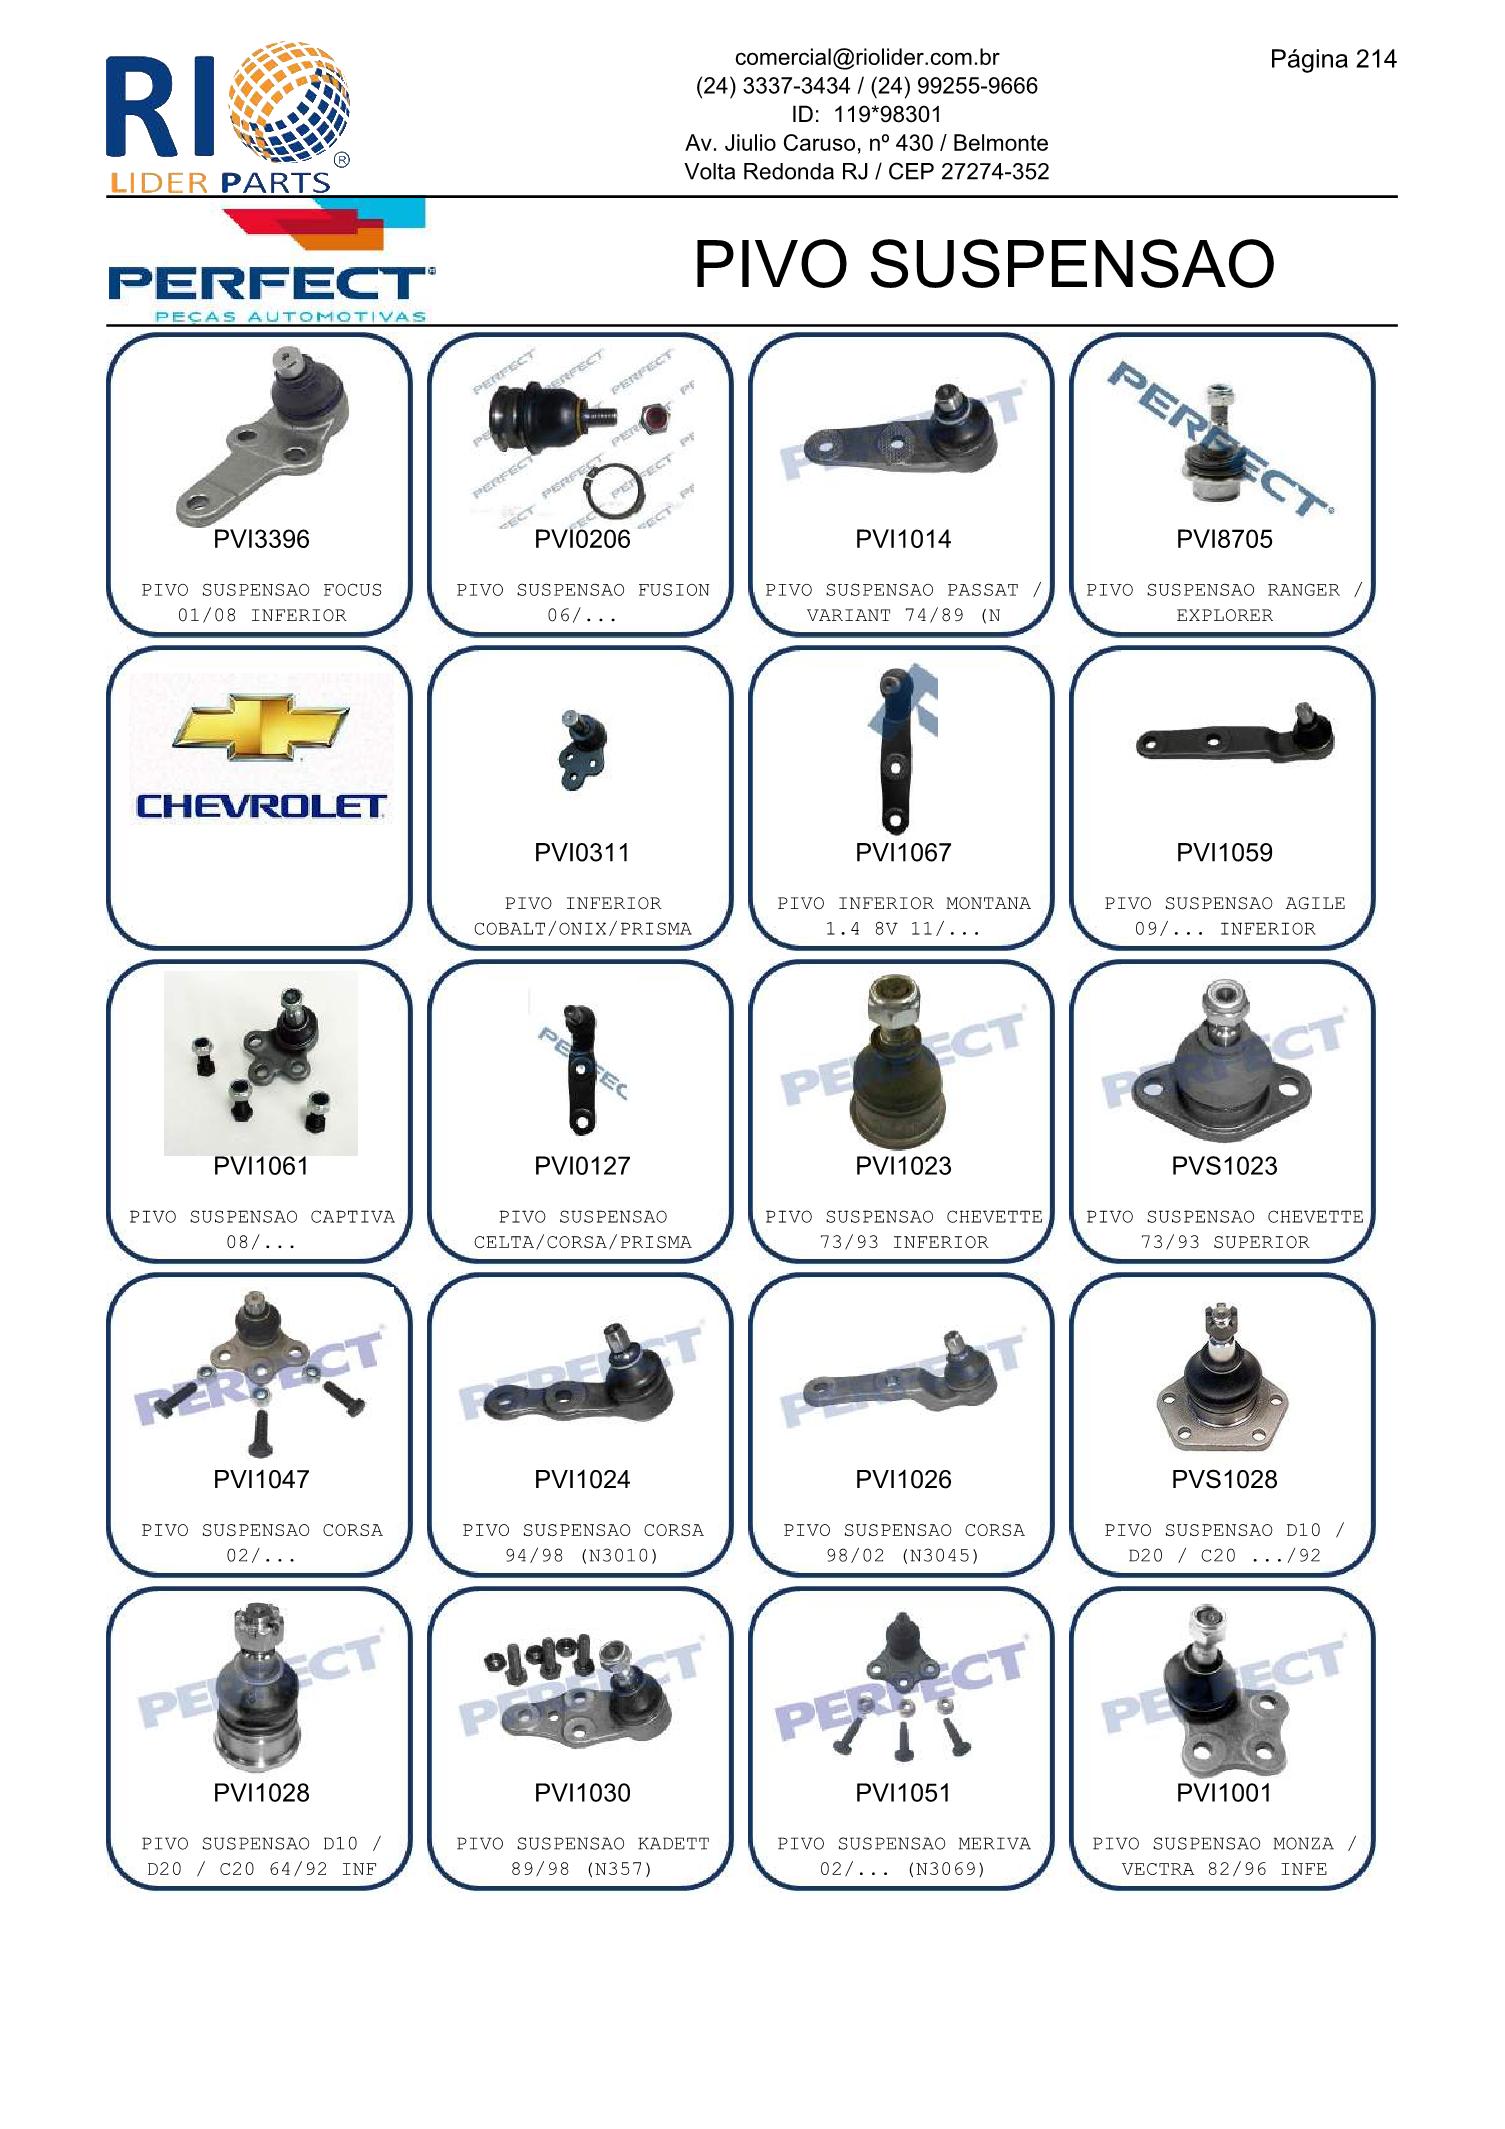 RIO
LIDER PARTS
®
comercial@riolider.com.br
(24) 3337-3434 / (24) 99255-9666
ID: 119*98301
Av. Jiulio Caruso, nº 430 / Belmonte
Volta Redonda RJ / CEP 27274-352
Página 214
PERFECT
PEÇAS AUTOMOTIVAS
PIVO SUSPENSAO
PVI3396
PIVO SUSPENSAO FOCUS
01/08 INFERIOR
PVI0206
PIVO SUSPENSAO FUSION
06/...
PVI1014
PIVO SUSPENSAO PASSAT /
VARIANT 74/89 (N
PVI8705
PIVO SUSPENSAO RANGER /
EXPLORER
CHEVROLET
PVI0311
PIVO INFERIOR
COBALT/ONIX/PRISMA
PVI1067
PIVO INFERIOR MONTANA
1.4 8V 11/...
PVI1059
PIVO SUSPENSAO AGILE
09/... INFERIOR
PVI1061
PIVO SUSPENSAO CAPTIVA
08/...
PVI0127
PIVO SUSPENSAO
CELTA/CORSA/PRISMA
PVI1023
PIVO SUSPENSAO CHEVETTE
73/93 INFERIOR
PVS1023
PIVO SUSPENSAO CHEVETTE
73/93 SUPERIOR
PVI1047
PIVO SUSPENSAO CORSA
02/...
PVI1024
PIVO SUSPENSAO CORSA
94/98 (N3010)
PVI1026
PIVO SUSPENSAO CORSA
98/02 (N3045)
PVS1028
PIVO SUSPENSAO D10 /
D20 / C20 .../92
PVI1028
PIVO SUSPENSAO D10 /
D20 / C20 64/92 INF
PVI1030
PIVO SUSPENSAO KADETT
89/98 (N357)
PVI1051
PIVO SUSPENSAO MERIVA
02/... (N3069)
PVI1001
PIVO SUSPENSAO MONZA /
VECTRA 82/96 INFE